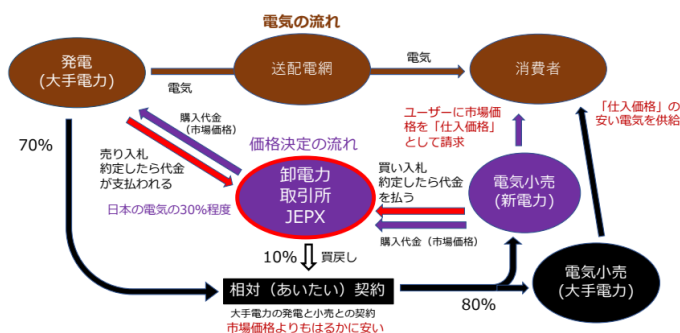 電気の流れ
発電
(大手電力)
送配電網
消費者
電気
電気
購入代金
(市場価格)
ユーザーに市場価
格を「仕入価格」
として請求
「仕入価格」の
安い電気を供給
70%
価格決定の流れ
売り入札
約定したら代金
が支払われる
卸電力
取引所
JEPX
買い入札
約定したら代金
を払う
電気小売
(新電力)
日本の電気の30%程度
購入代金(市場価格)
10%
買戻し
電気小売
(大手電力)
相対(あいたい)契約
80%
大手電力の発電と小売との契約
市場価格よりもはるかに安い